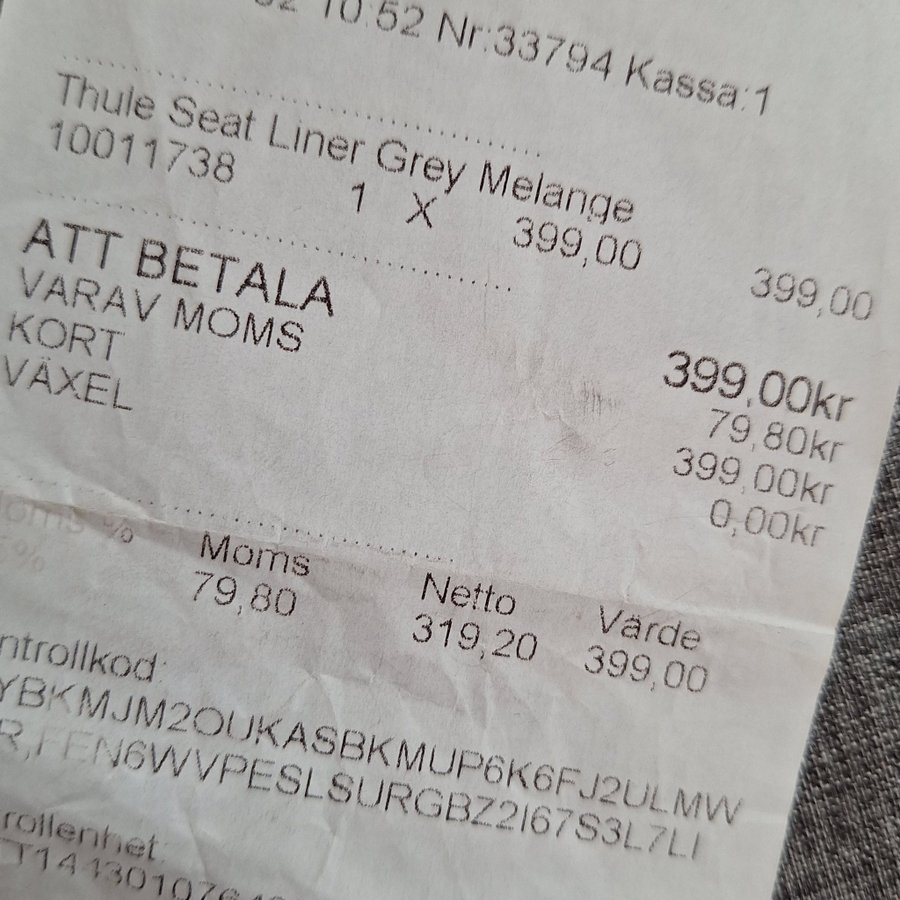 10:52 Nr:33794 Kassa:1
Thule Seat Liner Grey Melange
10011738 1 X 399,00 399,00
ATT BETALA 399,00kr
VARAV MOMS 79,80kr
KORT 399,00kr
VÄXEL 0,00kr
% Moms Netto Värde
79,80 319,20 399,00
ntrollkod:
YBKMJM2OUKASBKMUP6K6FJ2ULMW
R,FEN6WVPESLSURGBZ2I67S3L7LI
rollenhet: